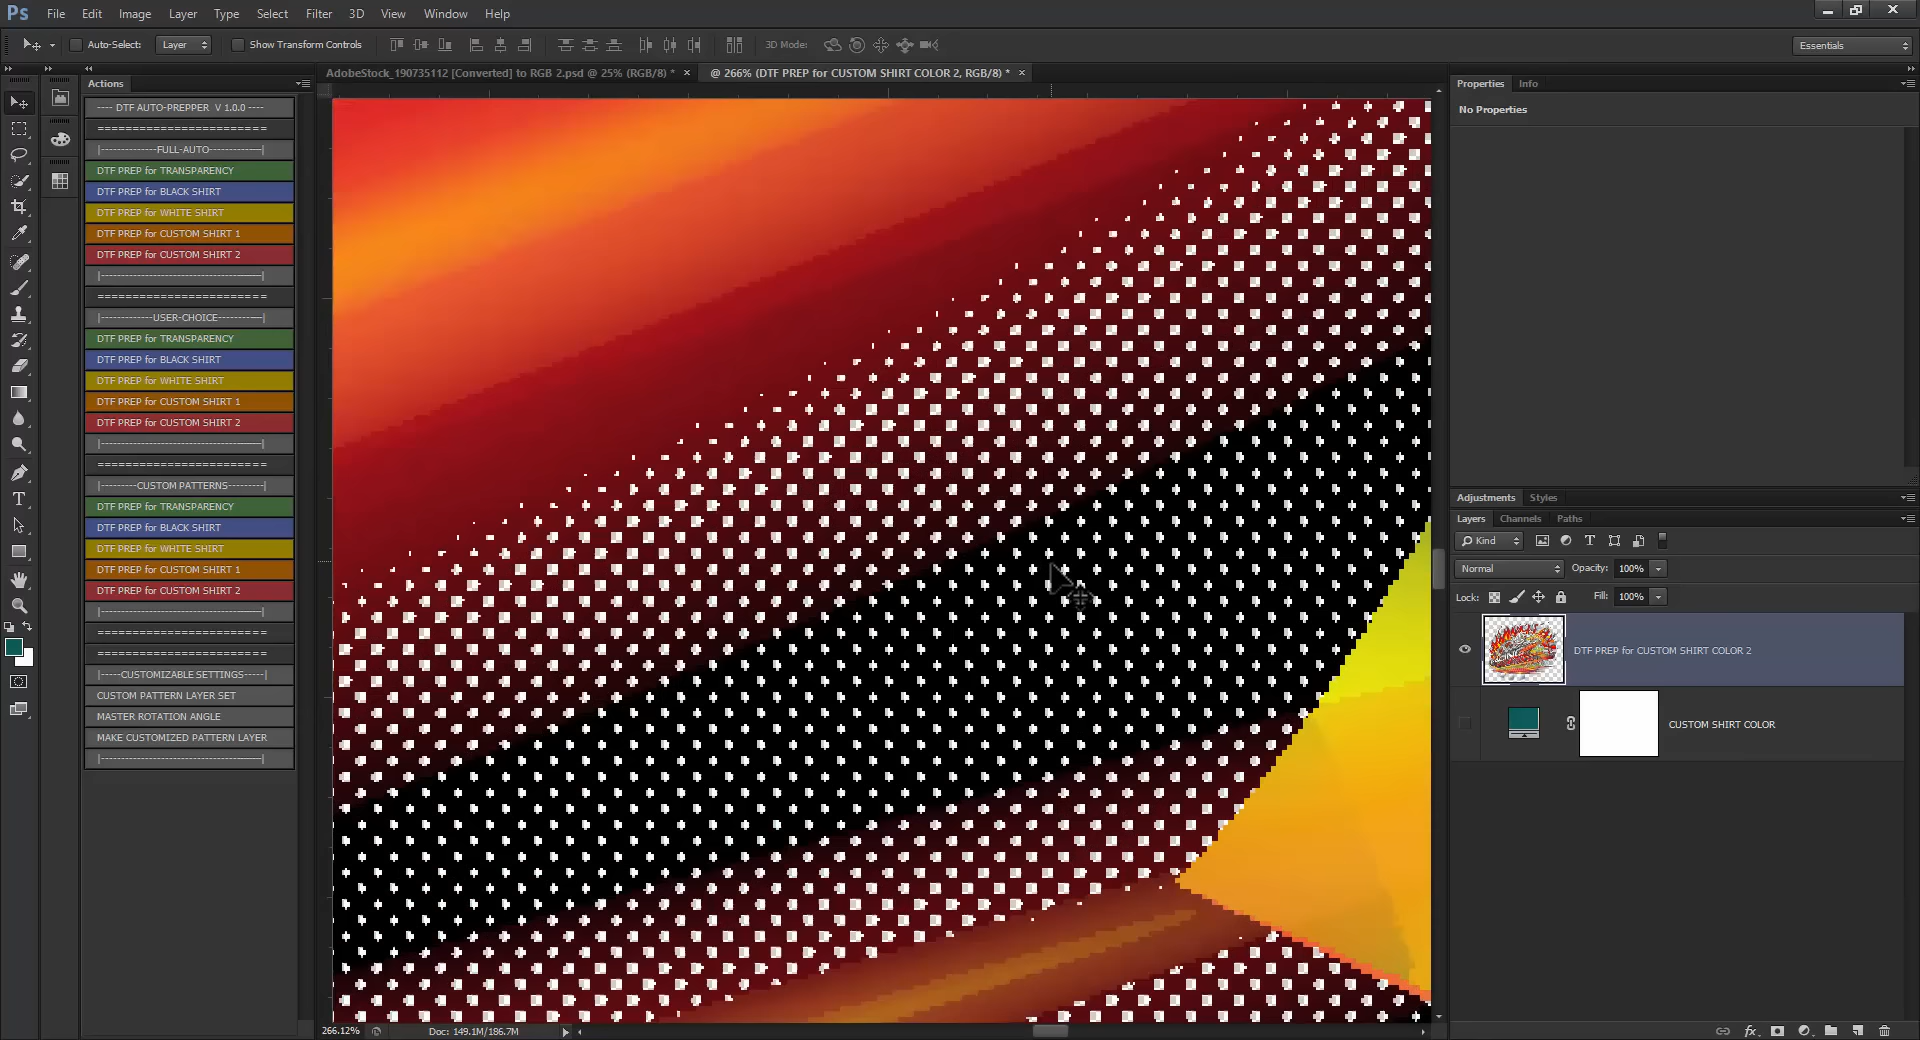 Ps File Edit Image Layer Type Select Filter 3D View Window Help
Auto-Select: Layer Show Transform Controls 3D Mode: Essentials
Actions
AdobeStock_190735112 [Converted] to RGB 2.psd @ 25% (RGB/8) * ×
@ 266% (DTF PREP for CUSTOM SHIRT COLOR 2, RGB/8) * ×
---- DTF AUTO-PREPPER V 1.0.0 ----
=========================
|--------------FULL-AUTO-------------|
DTF PREP for TRANSPARENCY
DTF PREP for BLACK SHIRT
DTF PREP for WHITE SHIRT
DTF PREP for CUSTOM SHIRT 1
DTF PREP for CUSTOM SHIRT 2
|-----------------------------------------|
=========================
|-------------USER-CHOICE------------|
DTF PREP for TRANSPARENCY
DTF PREP for BLACK SHIRT
DTF PREP for WHITE SHIRT
DTF PREP for CUSTOM SHIRT 1
DTF PREP for CUSTOM SHIRT 2
|-----------------------------------------|
=========================
|---------CUSTOM PATTERNS---------|
DTF PREP for TRANSPARENCY
DTF PREP for BLACK SHIRT
DTF PREP for WHITE SHIRT
DTF PREP for CUSTOM SHIRT 1
DTF PREP for CUSTOM SHIRT 2
|-----------------------------------------|
=========================
=========================
|-----CUSTOMIZABLE SETTINGS-----|
CUSTOM PATTERN LAYER SET
MASTER ROTATION ANGLE
MAKE CUSTOMIZED PATTERN LAYER
|-----------------------------------------|
266.12% Doc: 149.1M/186.7M
Properties Info
No Properties
Adjustments Styles
Layers Channels Paths
Kind
Normal Opacity: 100%
Lock: Fill: 100%
DTF PREP for CUSTOM SHIRT COLOR 2
CUSTOM SHIRT COLOR
fx